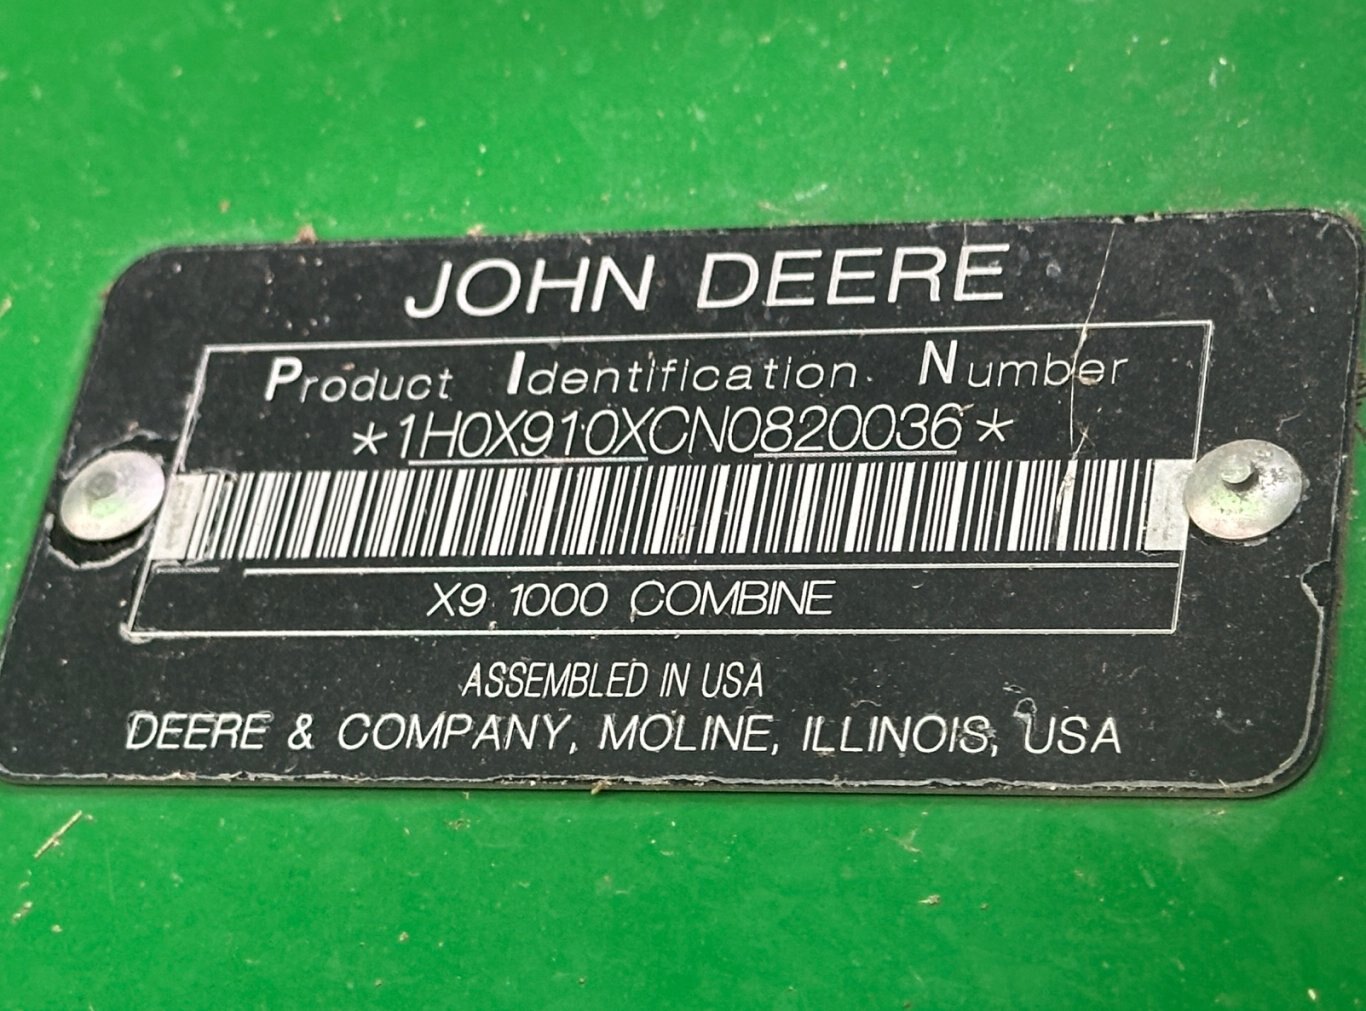 JOHN DEERE
Product Identification Number
*1H0X910XCN0820036*
X9 1000 COMBINE
ASSEMBLED IN USA
DEERE & COMPANY, MOLINE, ILLINOIS, USA